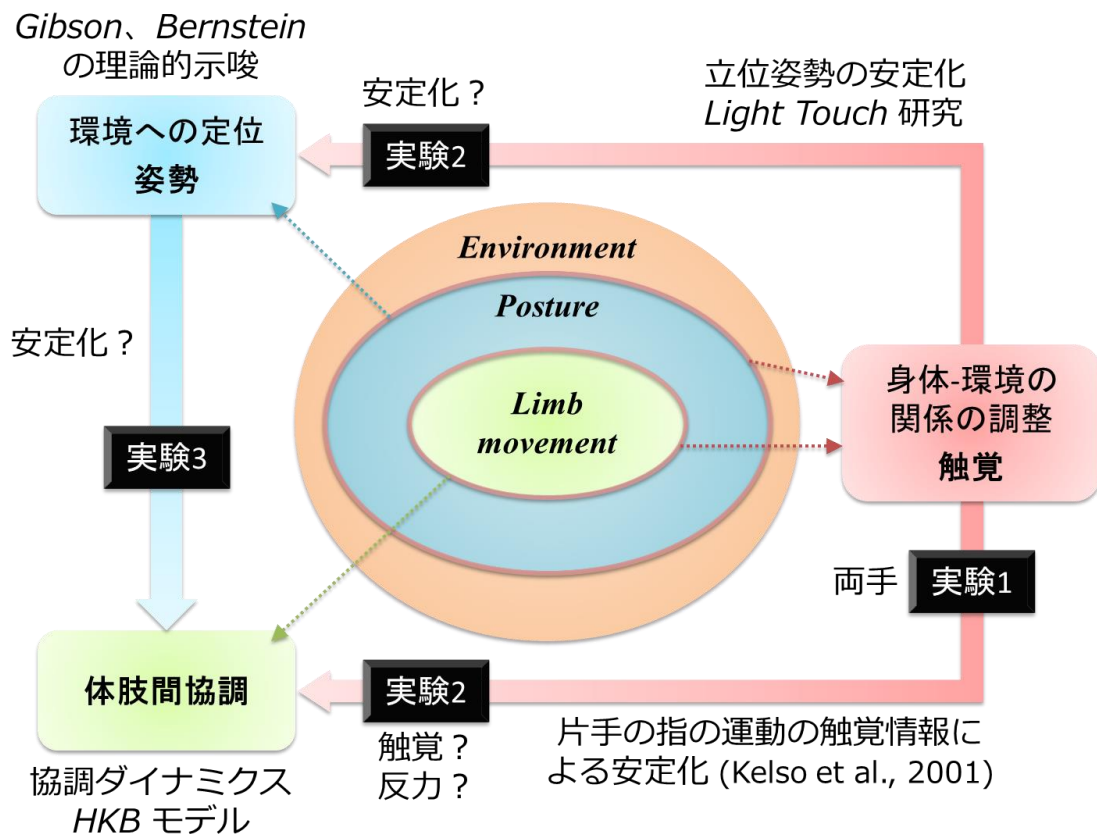 Gibson、Bernstein
の理論的示唆
環境への定位
姿勢
安定化？
実験2
立位姿勢の安定化
Light Touch 研究
Environment
Posture
Limb
movement
安定化？
実験3
身体-環境の
関係の調整
触覚
両手
実験1
体肢間協調
協調ダイナミクス
HKB モデル
実験2
触覚？
反力？
片手の指の運動の触覚情報に
よる安定化 (Kelso et al., 2001)